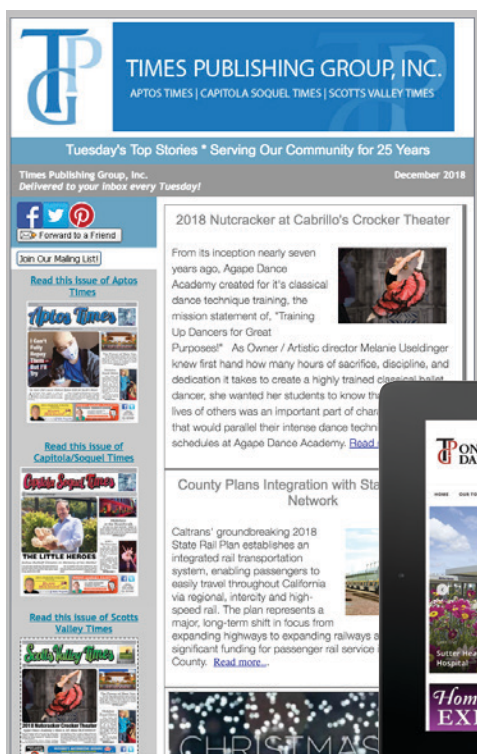 TPG
TIMES PUBLISHING GROUP, INC.
APTOS TIMES | CAPITOLA SOQUEL TIMES | SCOTTS VALLEY TIMES
Tuesday's Top Stories * Serving Our Community for 25 Years
Times Publishing Group, Inc.
December 2018
Delivered to your inbox every Tuesday!
Forward to a Friend
Join Our Mailing List!
Read this Issue of Aptos
Times
Aptos Times
I Can't
Fully
Repay
Them —
But I'll
Try
Read this issue of
Capitola/Soquel Times
Capitola Soquel Times
THE LITTLE HEROES
Read this Issue of Scotts
Valley Times
Scotts Valley Times
2018 Nutcracker Crocker Theater
2018 Nutcracker at Cabrillo's Crocker Theater
From its inception nearly seven
years ago, Agape Dance
Academy created for it's classical
dance technique training, the
mission statement of, "Training
Up Dancers for Great
Purposes!" As Owner / Artistic director Melanie Useldinger
knew first hand how many hours of sacrifice, discipline, and
dedication it takes to create a highly trained classical ballet
dancer, she wanted her students to know
lives of others was an important part of
that would parallel their intense dance
schedules at Agape Dance Academy. Read
County Plans Integration with
Network
Caltrans' groundbreaking 2018
State Rail Plan establishes an
integrated rail transportation
system, enabling passengers to
easily travel throughout California
via regional, intercity and high-
speed rail. The plan represents a
major, long-term shift in focus from
expanding highways to expanding railways
significant funding for passenger rail service
County. Read more...
CHRISTMAS
HOME
Sutter
Hospital